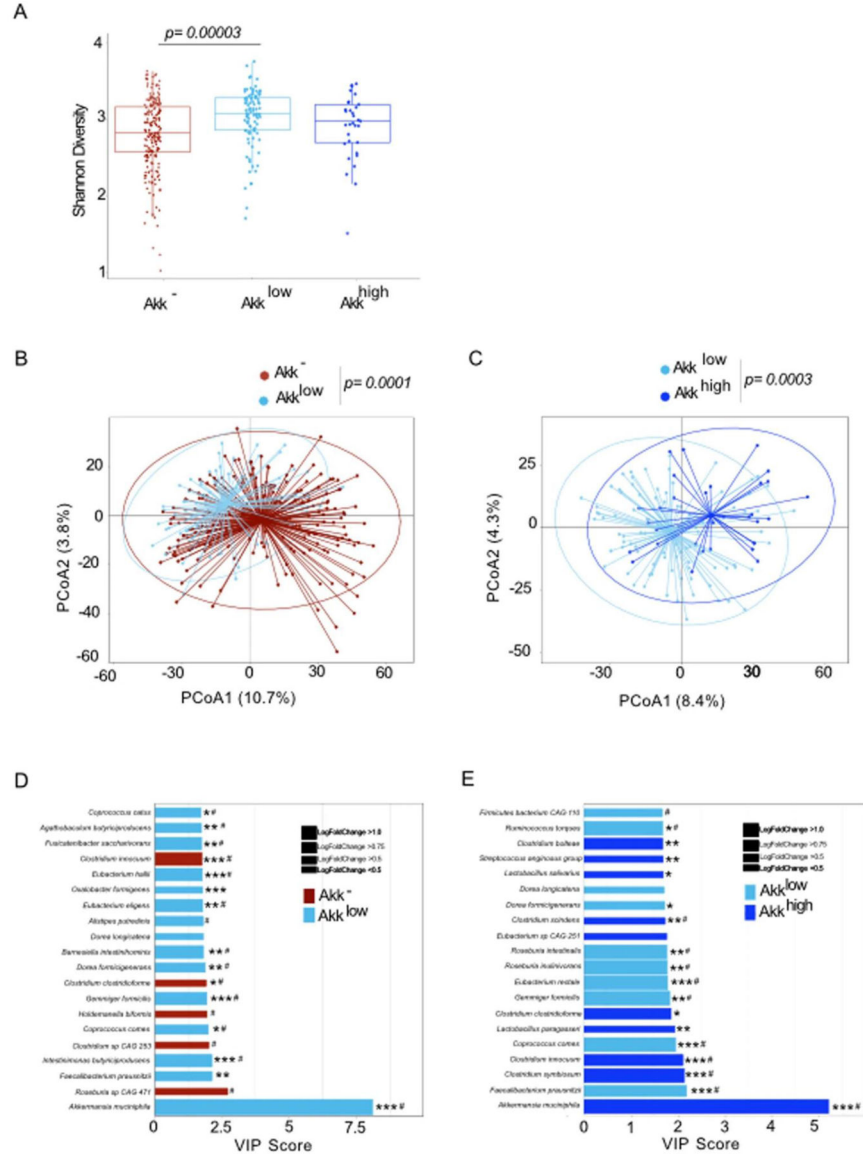 A
p= 0.00003
4
3
2
1
Shannon Diversity
Akk -
Akk low
Akk high
B
Akk -
Akk low
p= 0.0001
20
0
-20
-40
-60
PCoA2 (3.8%)
-60 -30 0 30 60
PCoA1 (10.7%)
C
Akk low
Akk high
p= 0.0003
25
0
-25
-50
PCoA2 (4.3%)
-30 0 30 60
PCoA1 (8.4%)
D
Coprococcus catus *#
Agathobaculum butyriciproducens ** #
Fusicatenibacter saccharivorans **#
Clostridium innocuum ***#
Eubacterium hallii ***#
Oxalobacter formigenes ***
Eubacterium eligens **#
Alistipes putredinis #
Dorea longicatena
Barnesiella intestinihominis **#
Dorea formicigenerans **#
Clostridium clostridioforme *#
Gemmiger formicilis ***#
Holdemanella biformis
Coprococcus comes *#
Clostridium sp CAG 253 #
Intestinimonas butyriciproducens ***#
Faecalibacterium prausnitzii **
Roseburia sp CAG 471
Akkermansia muciniphila ***#
LogFoldChange >1.0
LogFoldChange >0.75
LogFoldChange >0.5
LogFoldChange <0.5
Akk -
Akk low
0 2.5 5 7.5
VIP Score
E
Firmicutes bacterium CAG 110 #
Ruminococcus torques *#
Clostridium bolteae **
Streptococcus anginosus group **
Lactobacillus salivarius *
Dorea longicatena
Dorea formicigenerans *
Clostridium scindens **#
Eubacterium sp CAG 251
Roseburia intestinalis **#
Roseburia inulinivorans **#
Eubacterium rectale ***#
Gemmiger formicilis **#
Clostridium clostridioforme *
Lactobacillus paragasseri **
Coprococcus comes ***#
Clostridium innocuum ***#
Clostridium symbiosum ***#
Faecalibacterium prausnitzii ***#
Akkermansia muciniphila ***#
LogFoldChange >1.0
LogFoldChange >0.75
LogFoldChange >0.5
LogFoldChange <0.5
Akk low
Akk high
0 1 2 3 4 5
VIP Score